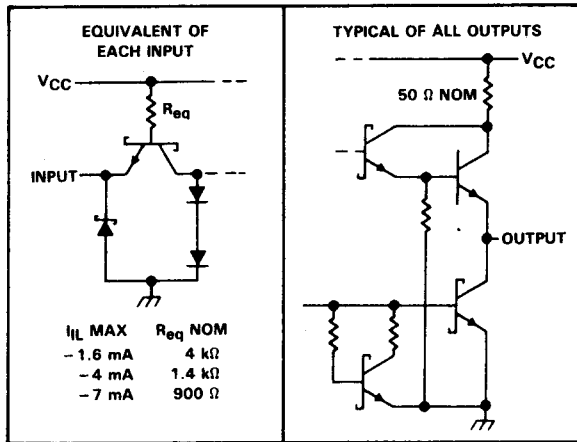 EQUIVALENT OF
EACH INPUT
VCC
Req
INPUT
IIL MAX Req NOM
−1.6 mA 4 kΩ
−4 mA 1.4 kΩ
−7 mA 900 Ω
TYPICAL OF ALL OUTPUTS
VCC
50 Ω NOM
OUTPUT